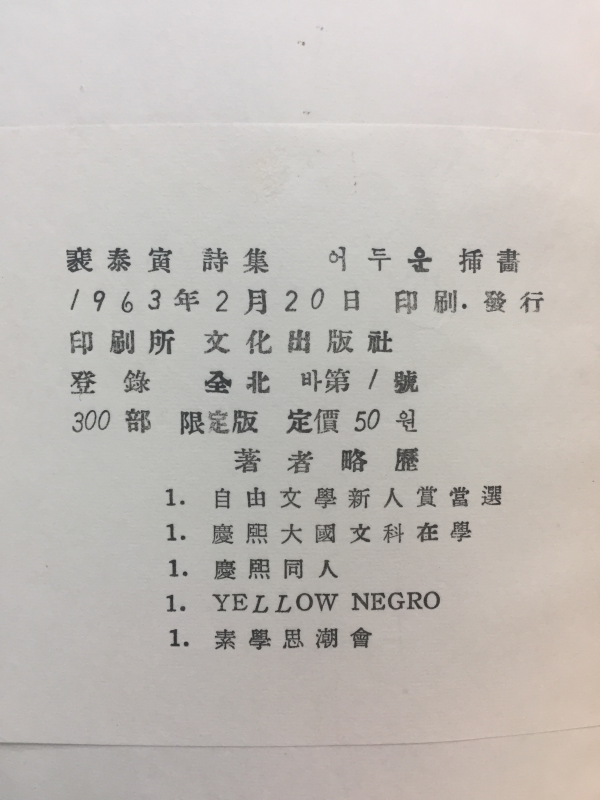 裵泰寅 詩集 어두운 揷畵
1963年2月20日 印刷·發行
印刷所 文化出版社
登錄 全北 바第1號
300部 限定版 定價 50원
著者略歷
1. 自由文學新人賞當選
1. 慶熙大國文科在學
1. 慶熙同人
1. YELLOW NEGRO
1. 素學思潮會